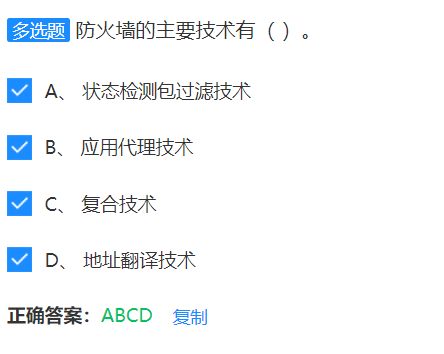 多选题 防火墙的主要技术有（ ）。
A、 状态检测包过滤技术
B、 应用代理技术
C、 复合技术
D、 地址翻译技术
正确答案：ABCD 复制